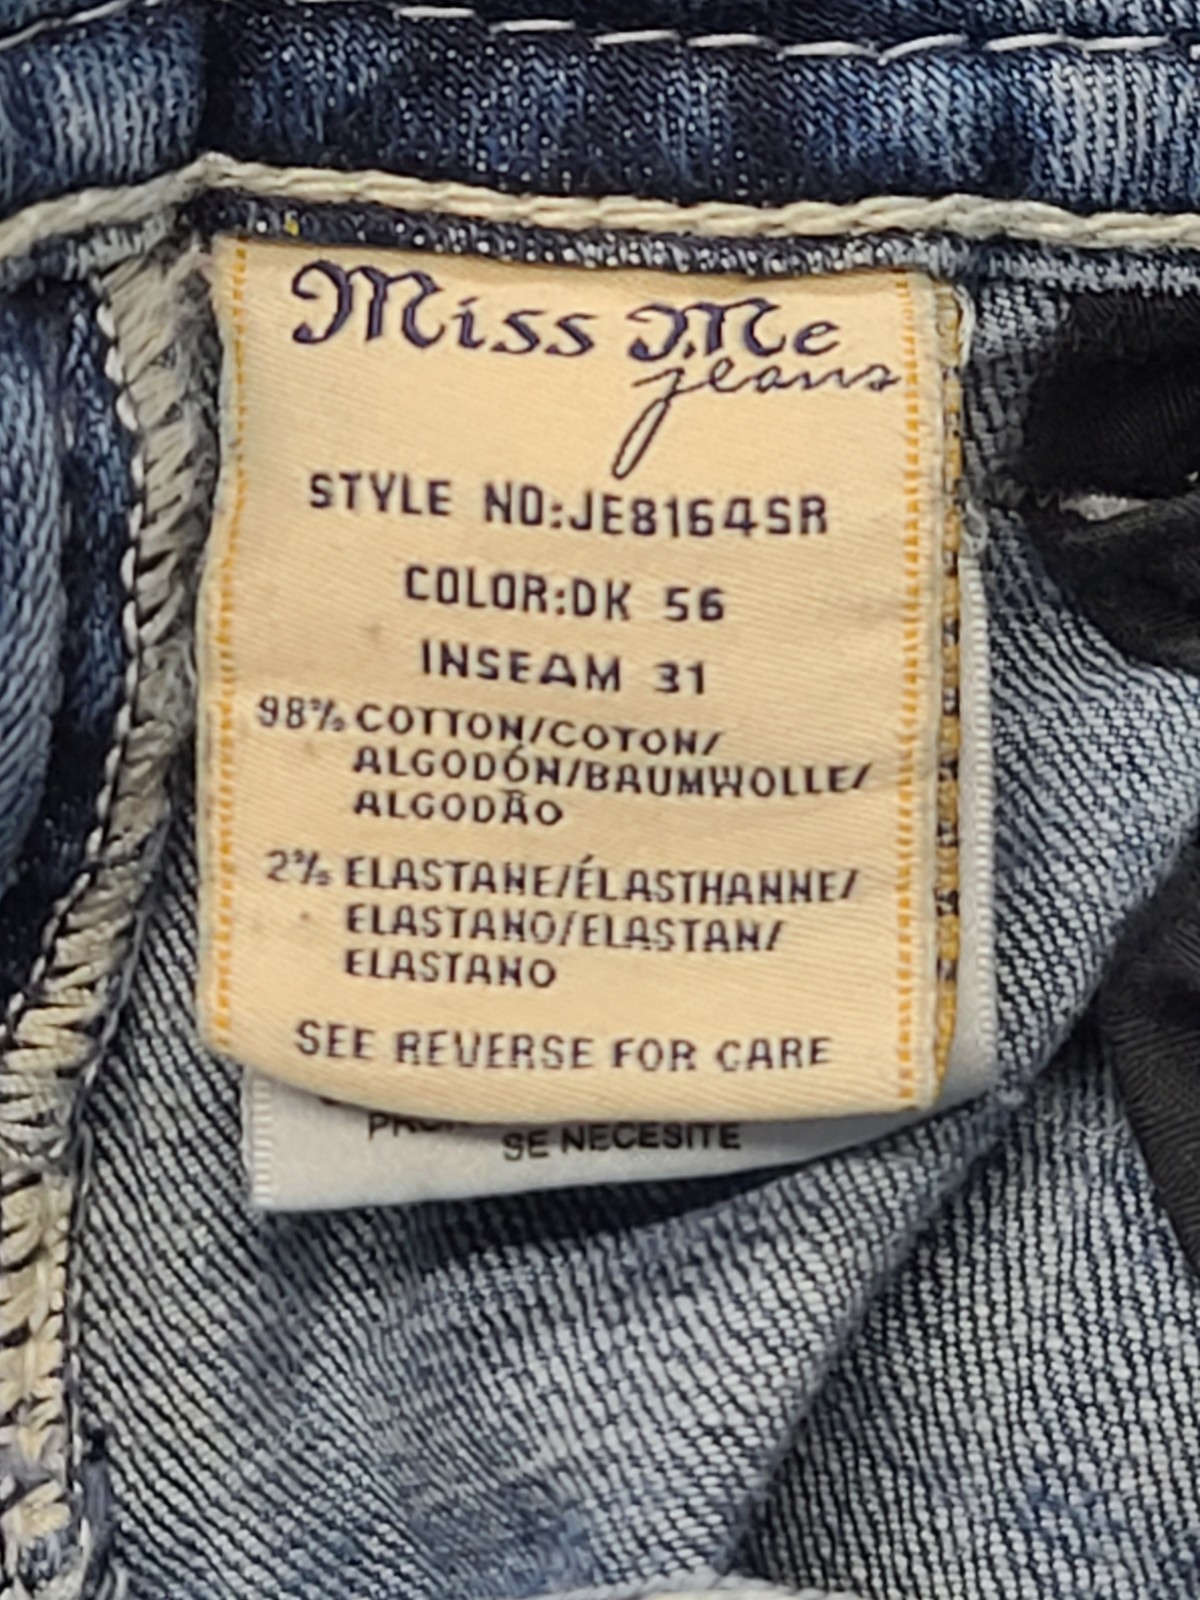 Miss Me
jeans
STYLE NO:JE8164SR
COLOR:DK 56
INSEAM 31
98% COTTON/COTON/
ALGODÓN/BAUMWOLLE/
ALGODÃO
2% ELASTANE/ÉLASTHANNE/
ELASTANO/ELASTAN/
ELASTANO
SEE REVERSE FOR CARE
SE NECESITE